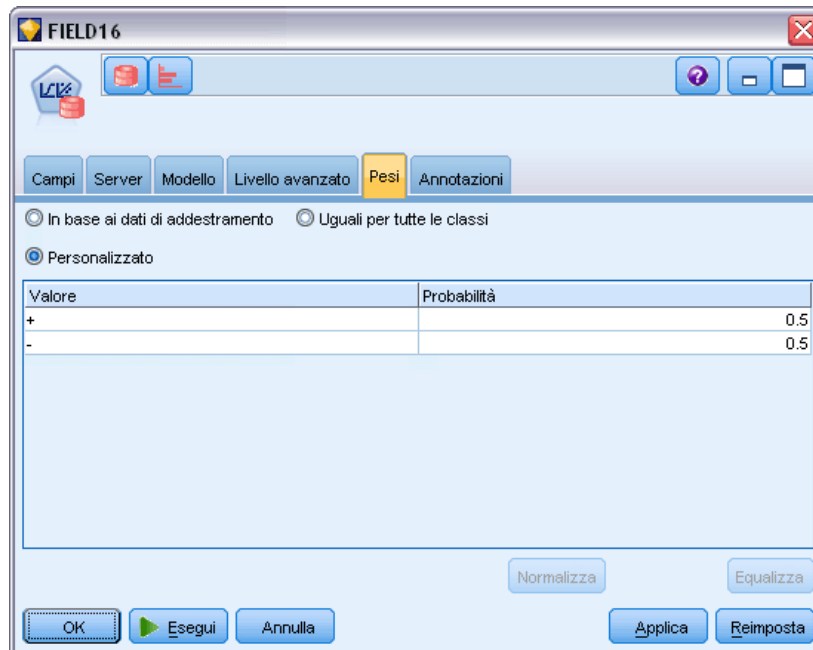 FIELD16
Campi Server Modello Livello avanzato Pesi Annotazioni
In base ai dati di addestramento Uguali per tutte le classi
Personalizzato
Valore Probabilità
+ 0.5
- 0.5
Normalizza Equalizza
OK Esegui Annulla Applica Reimposta